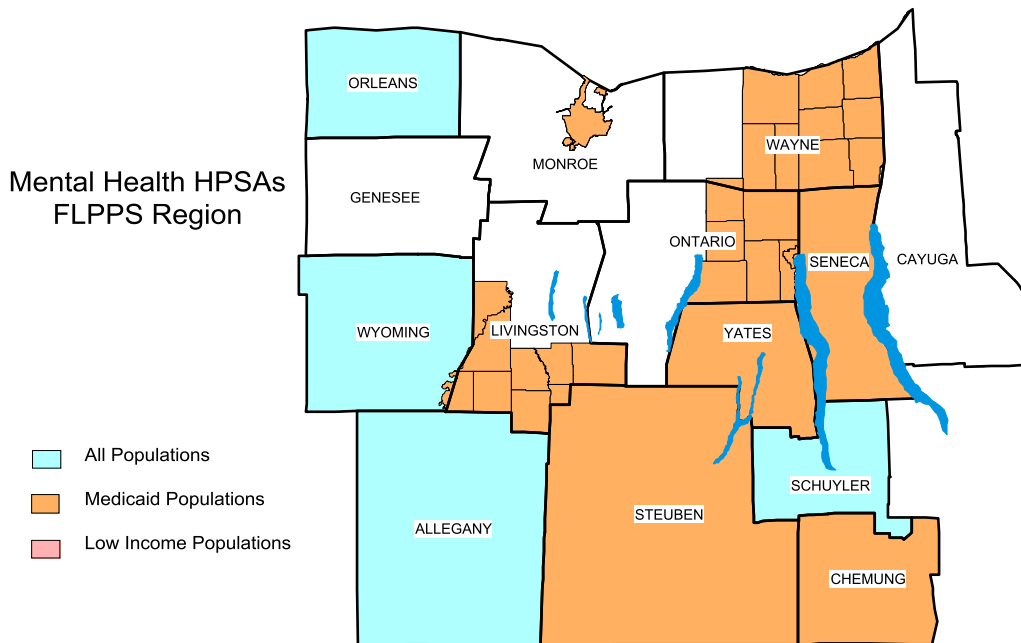 Mental Health HPSAs
FLPPS Region
ORLEANS
GENESEE
MONROE
WAYNE
ONTARIO
SENECA
CAYUGA
WYOMING
LIVINGSTON
YATES
ALLEGANY
STEUBEN
SCHUYLER
CHEMUNG
All Populations
Medicaid Populations
Low Income Populations